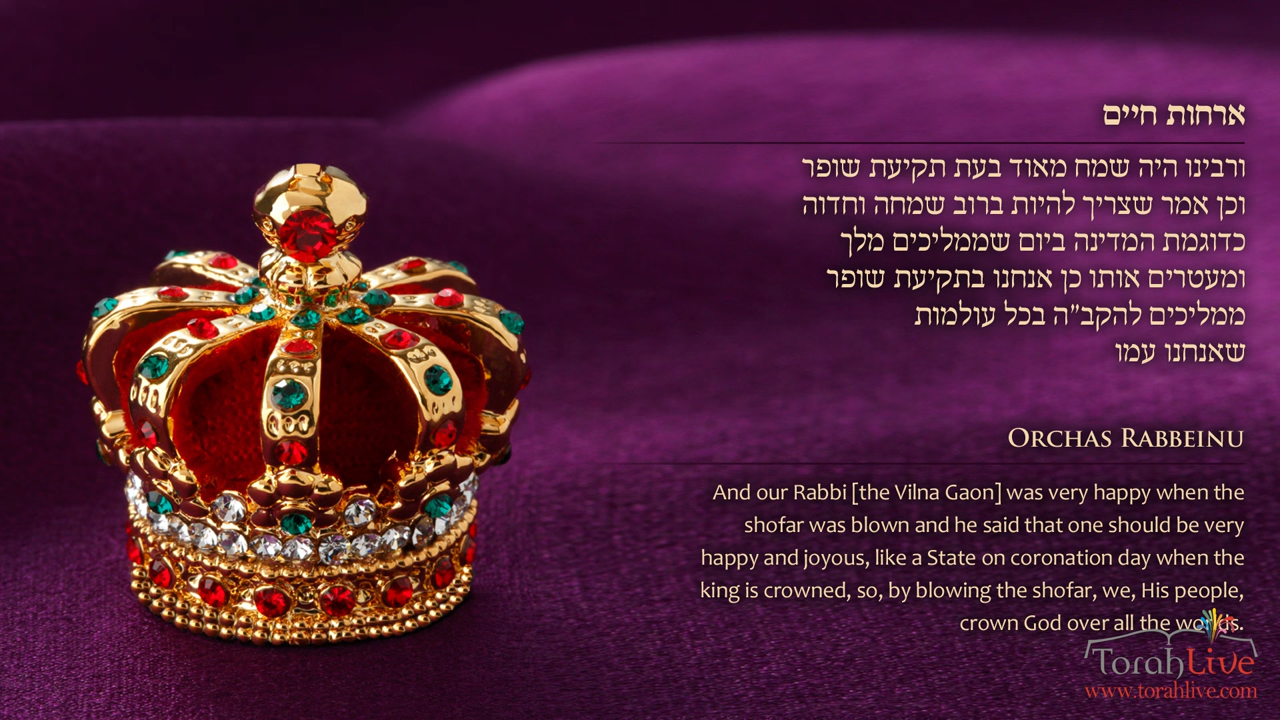 ארחות חיים
ורבינו היה שמח מאוד בעת תקיעת שופר
וכן אמר שצריך להיות ברוב שמחה וחדוה
כדוגמת המדינה ביום שממליכים מלך
ומעטרים אותו כן אנחנו בתקיעת שופר
ממליכים להקב״ה בכל עולמות
שאנחנו עמו
Orchas Rabbeinu
And our Rabbi [the Vilna Gaon] was very happy when the
shofar was blown and he said that one should be very
happy and joyous, like a State on coronation day when the
king is crowned, so, by blowing the shofar, we, His people,
crown God over all the worlds.
TorahLive
www.torahlive.com